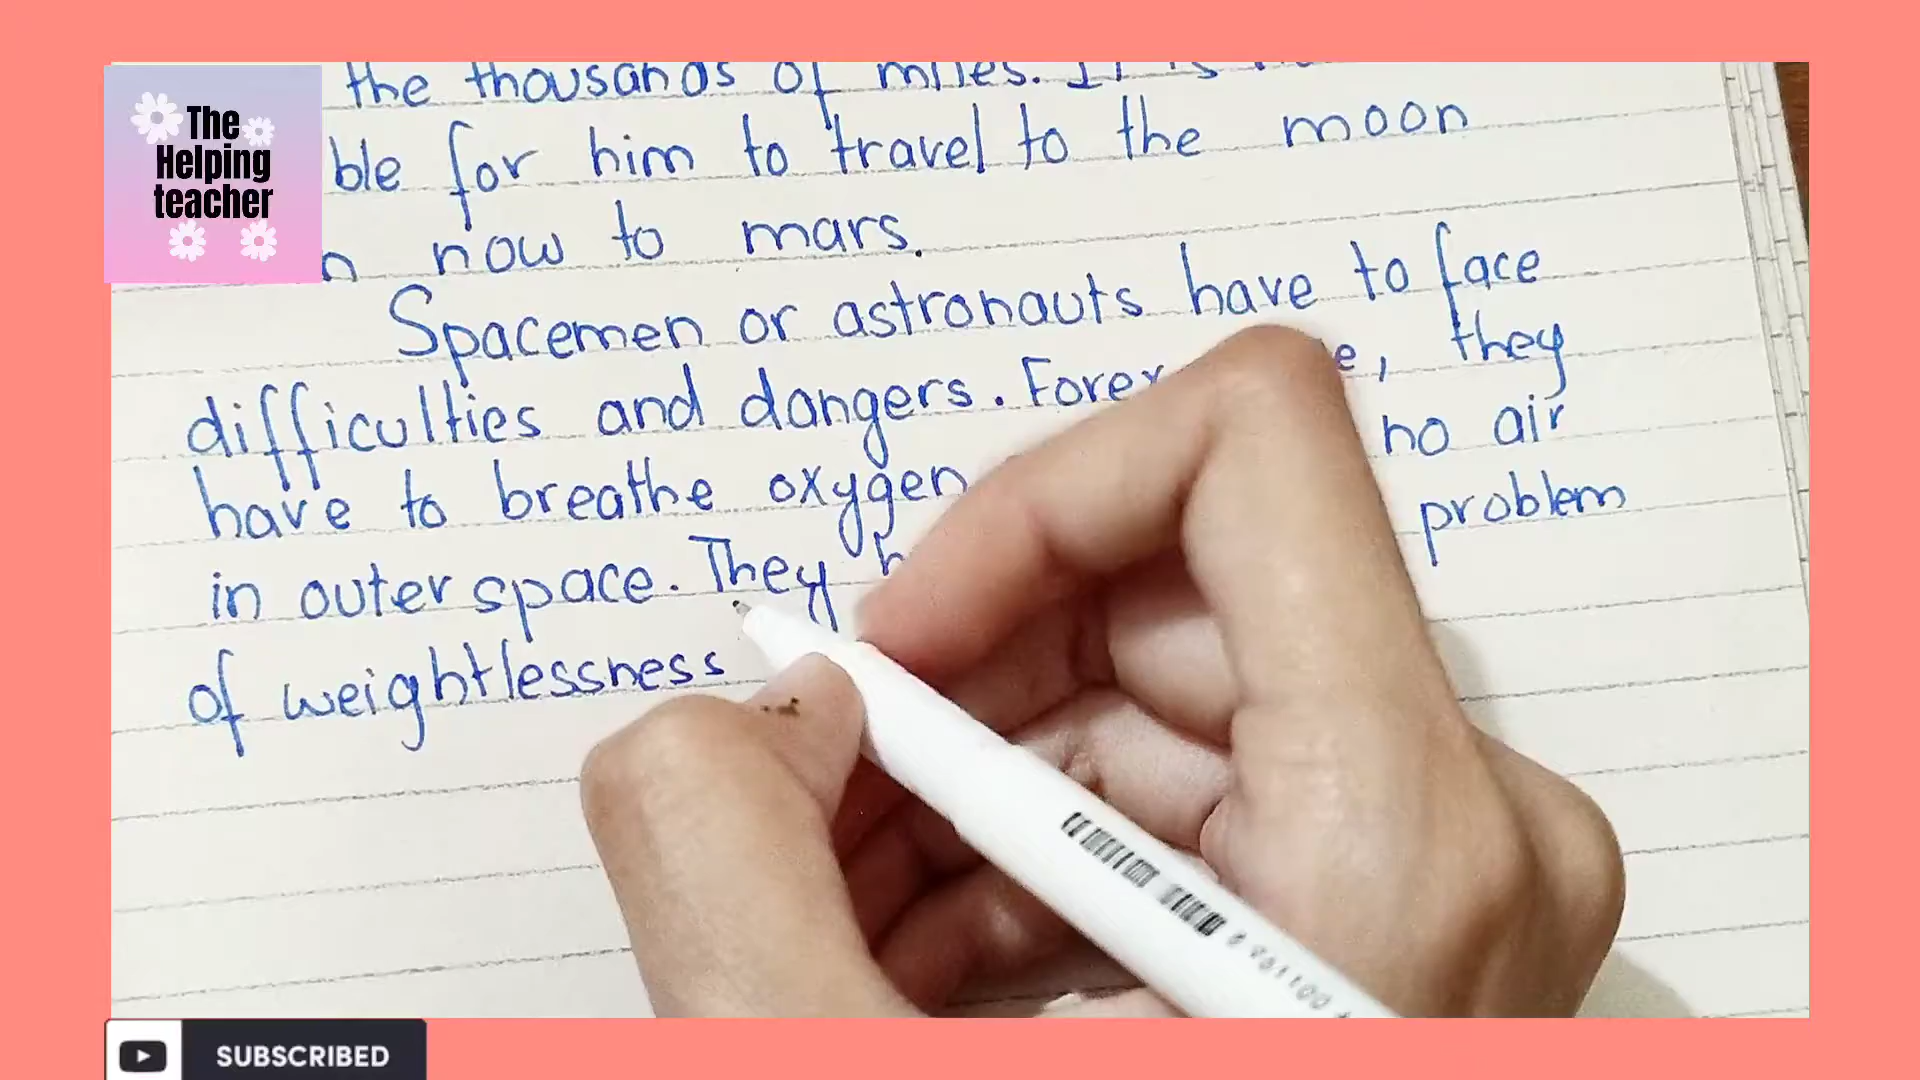 The
Helping
teacher
the thousands of miles. It is
ble for him to travel to the moon
now to mars.
Spacemen or astronauts have to face
difficulties and dangers. they
have to breathe oxygen no air
in outer space. They problem
of weightlessness
SUBSCRIBED